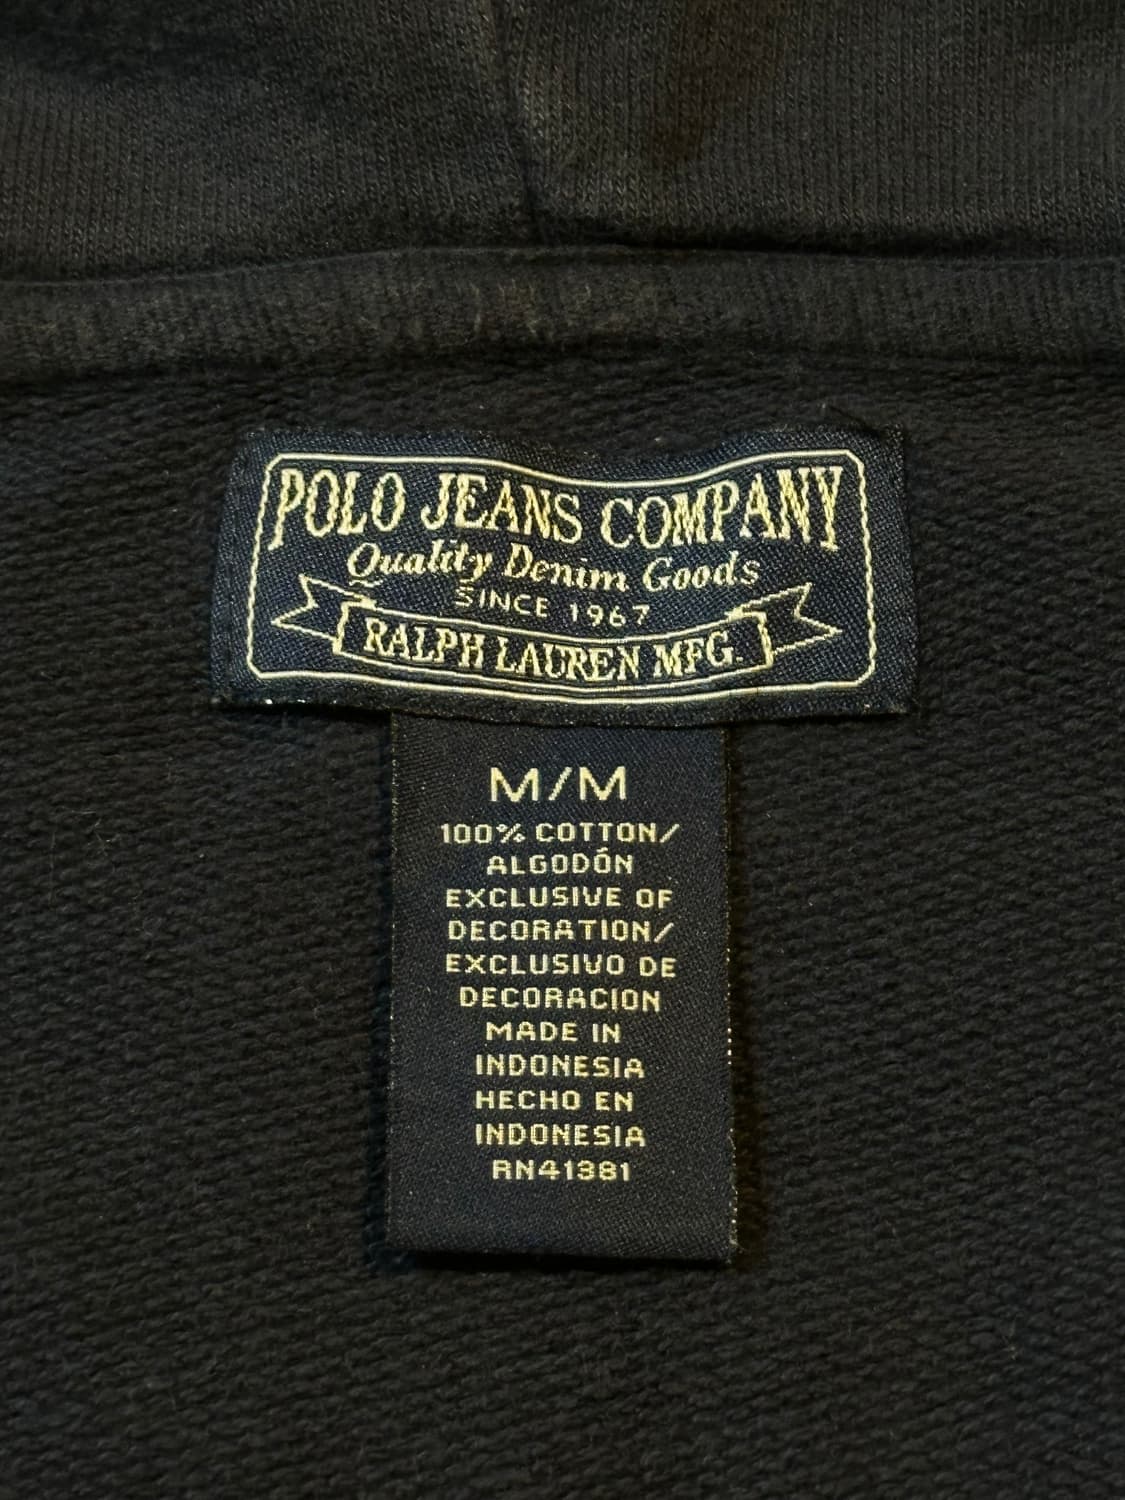 POLO JEANS COMPANY
Quality Denim Goods
SINCE 1967
RALPH LAUREN MFG.
M/M
100% COTTON/
ALGODÓN
EXCLUSIVE OF
DECORATION/
EXCLUSIVO DE
DECORACION
MADE IN
INDONESIA
HECHO EN
INDONESIA
RN41381